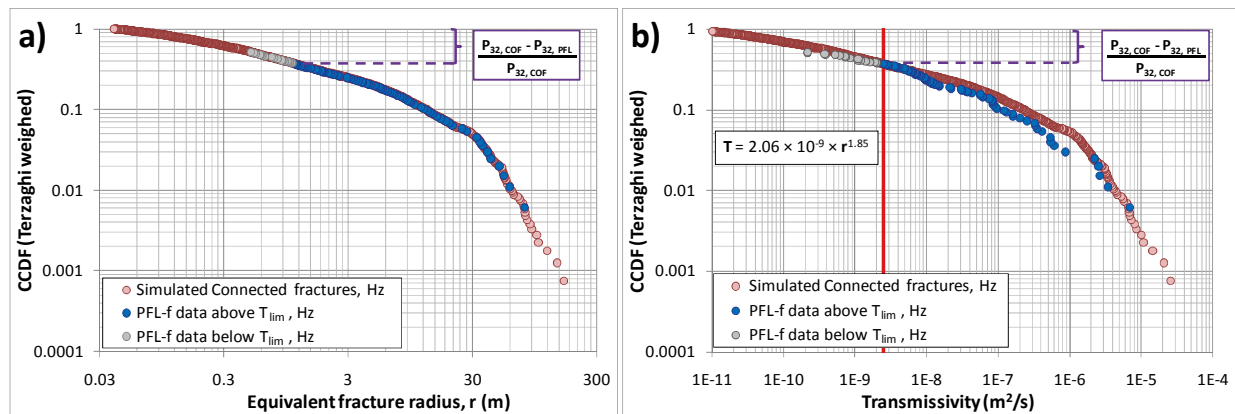 a)
P32, COF - P32, PFL
P32, COF
CCDF (Terzaghi weighed)
1
0.1
0.01
0.001
0.0001
Simulated Connected fractures, Hz
PFL-f data above Tlim , Hz
PFL-f data below Tlim , Hz
0.03 0.3 3 30 300
Equivalent fracture radius, r (m)
b)
P32, COF - P32, PFL
P32, COF
CCDF (Terzaghi weighed)
1
0.1
0.01
0.001
0.0001
T = 2.06 × 10⁻⁹ × r¹·⁸⁵
Simulated Connected fractures, Hz
PFL-f data above Tlim , Hz
PFL-f data below Tlim , Hz
1E-11 1E-10 1E-9 1E-8 1E-7 1E-6 1E-5 1E-4
Transmissivity (m²/s)